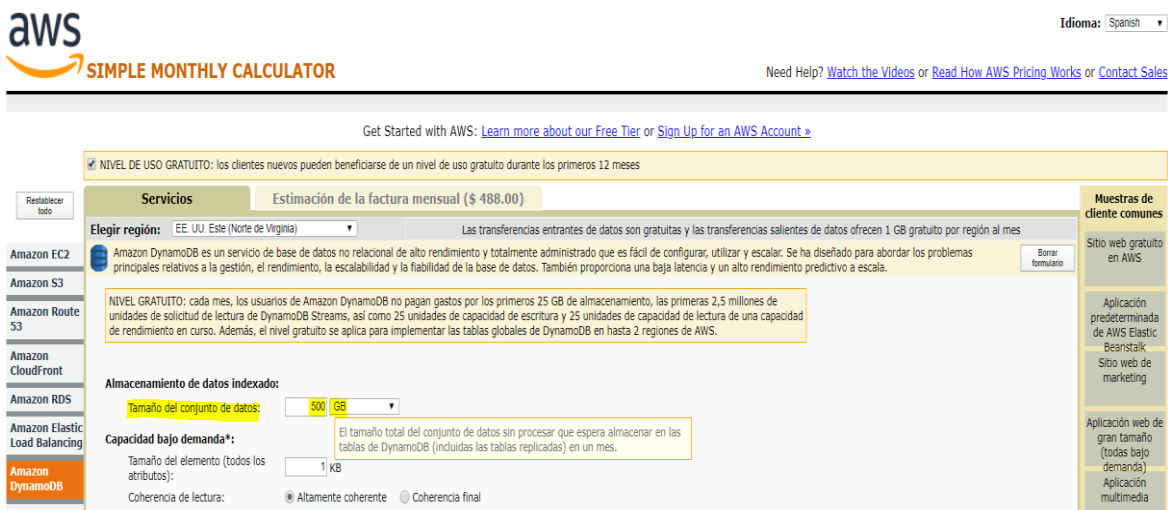 aws
Idioma: Spanish
SIMPLE MONTHLY CALCULATOR
Need Help? Watch the Videos or Read How AWS Pricing Works or Contact Sales
Get Started with AWS: Learn more about our Free Tier or Sign Up for an AWS Account »
NIVEL DE USO GRATUITO: los clientes nuevos pueden beneficiarse de un nivel de uso gratuito durante los primeros 12 meses
Restablecer
todo
Servicios
Estimación de la factura mensual ($ 488.00)
Elegir región: EE. UU. Este (Norte de Virginia)
Las transferencias entrantes de datos son gratuitas y las transferencias salientes de datos ofrecen 1 GB gratuito por región al mes
Amazon DynamoDB es un servicio de base de datos no relacional de alto rendimiento y totalmente administrado que es fácil de configurar, utilizar y escalar. Se ha diseñado para abordar los problemas
principales relativos a la gestión, el rendimiento, la escalabilidad y la fiabilidad de la base de datos. También proporciona una baja latencia y un alto rendimiento predictivo a escala.
Borrar
formulario
NIVEL GRATUITO: cada mes, los usuarios de Amazon DynamoDB no pagan gastos por los primeros 25 GB de almacenamiento, las primeras 2,5 millones de
unidades de solicitud de lectura de DynamoDB Streams, así como 25 unidades de capacidad de escritura y 25 unidades de capacidad de lectura de una capacidad
de rendimiento en curso. Además, el nivel gratuito se aplica para implementar las tablas globales de DynamoDB en hasta 2 regiones de AWS.
Almacenamiento de datos indexado:
Tamaño del conjunto de datos: 500 GB
El tamaño total del conjunto de datos sin procesar que espera almacenar en las
tablas de DynamoDB (incluidas las tablas replicadas) en un mes.
Capacidad bajo demanda*:
Tamaño del elemento (todos los
atributos):
1 KB
Coherencia de lectura: Altamente coherente Coherencia final
Amazon EC2
Amazon S3
Amazon Route
53
Amazon
CloudFront
Amazon RDS
Amazon Elastic
Load Balancing
Amazon
DynamoDB
Muestras de
cliente comunes
Sitio web gratuito
en AWS
Aplicación
predeterminada
de AWS Elastic
Beanstalk
Sitio web de
marketing
Aplicación web de
gran tamaño
(todas bajo
demanda)
Aplicación
multimedia